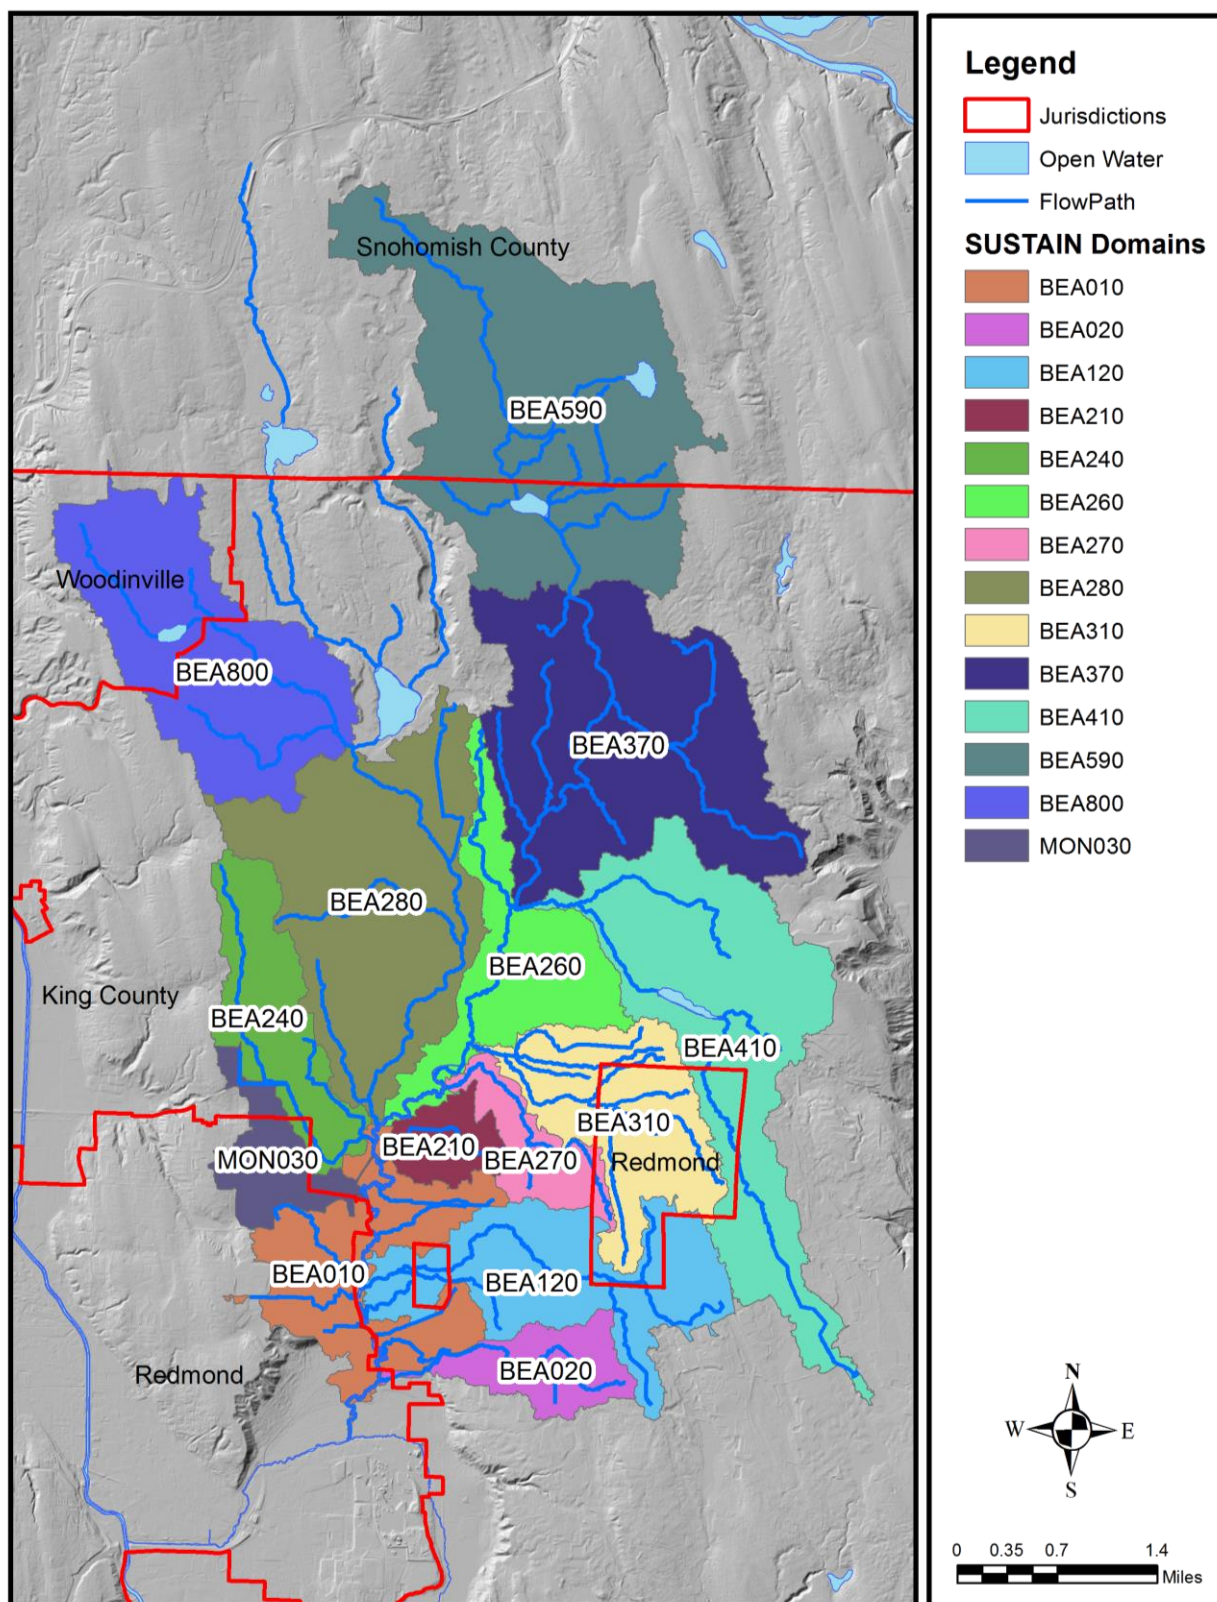 Snohomish County
BEA590
Woodinville
BEA800
BEA370
BEA280
BEA260
King County
BEA240
BEA410
BEA310
BEA210
MON030
BEA270
Redmond
BEA010
BEA120
Redmond
BEA020
Legend
Jurisdictions
Open Water
FlowPath
SUSTAIN Domains
BEA010
BEA020
BEA120
BEA210
BEA240
BEA260
BEA270
BEA280
BEA310
BEA370
BEA410
BEA590
BEA800
MON030
N
W E
S
0 0.35 0.7 1.4
Miles